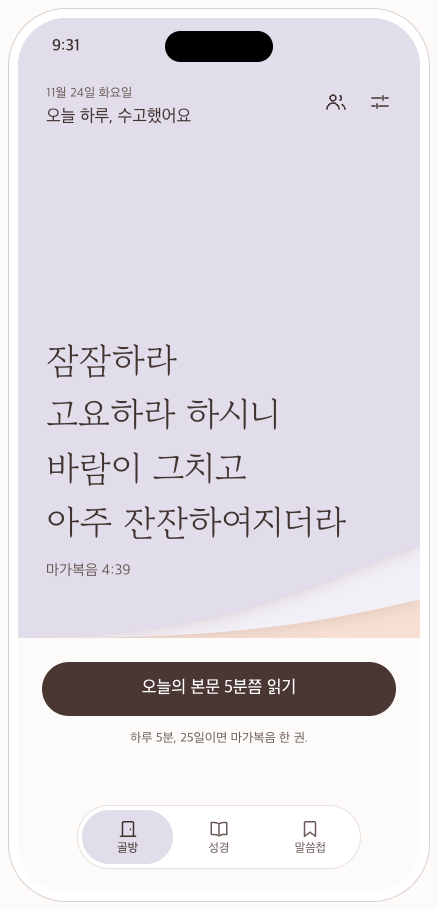 9:31
11월 24일 화요일
오늘 하루, 수고했어요
잠잠하라
고요하라 하시니
바람이 그치고
아주 잔잔하여지더라
마가복음 4:39
오늘의 본문 5분쯤 읽기
하루 5분, 25일이면 마가복음 한 권.
골방
성경
말씀첩